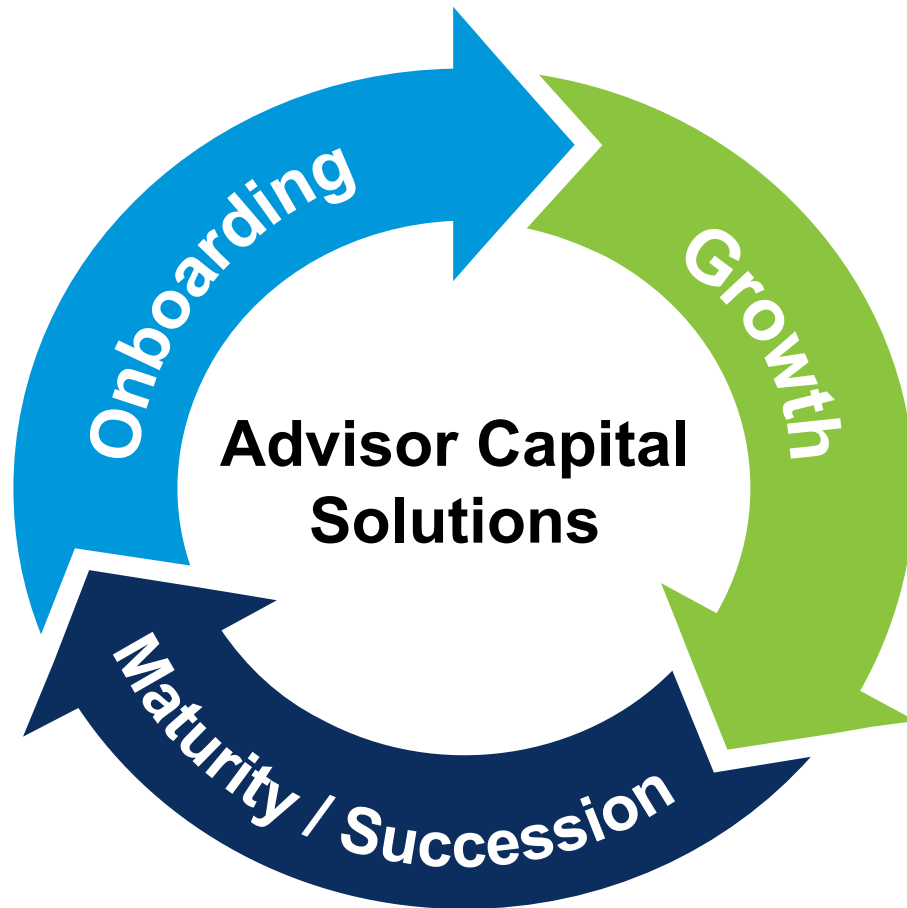 Onboarding
Growth
Advisor Capital
Solutions
Maturity / Succession